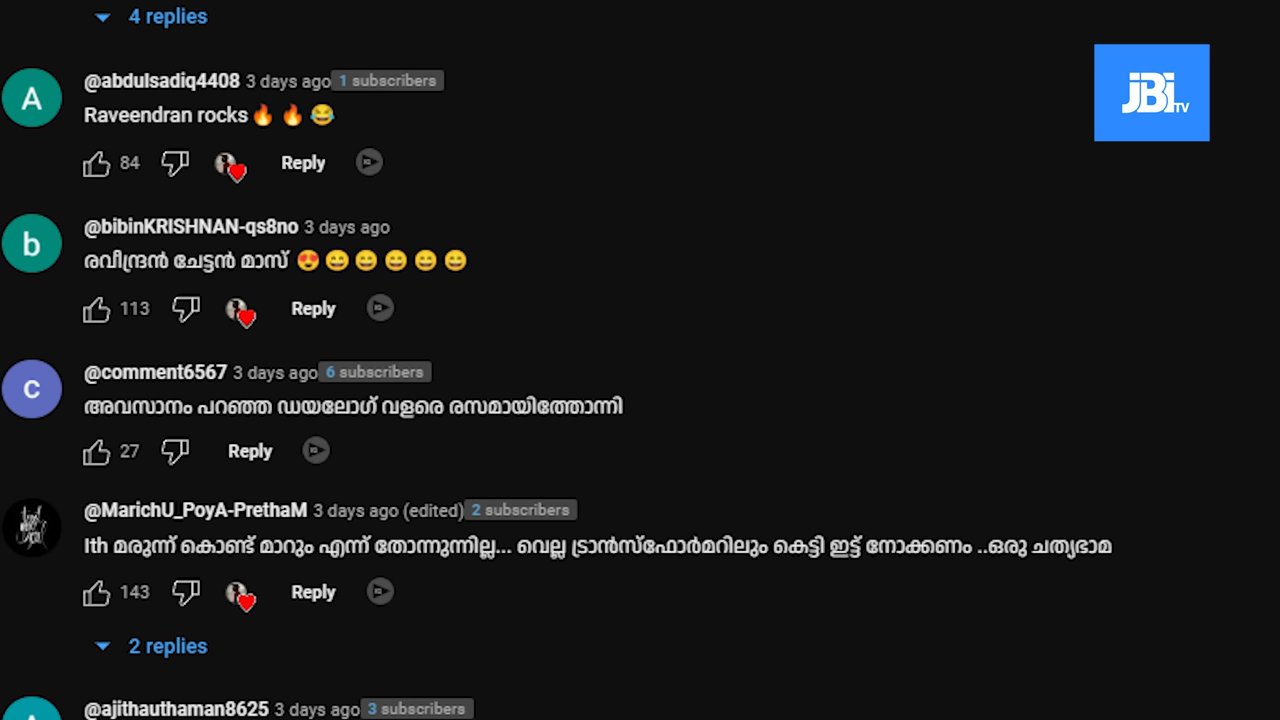 4 replies
JBI TV
A
@abdulsadiq4408 3 days ago 1 subscribers
Raveendran rocks🔥 🔥 😂
84 Reply
b
@bibinKRISHNAN-qs8no 3 days ago
രവീന്ദ്രൻ ചേട്ടൻ മാസ് 😍 😄 😄 😄 😄 😄
113 Reply
c
@comment6567 3 days ago 6 subscribers
അവസാനം പറഞ്ഞ ഡയലോഗ് വളരെ രസമായിത്തോന്നി
27 Reply
@MarichU_PoyA-PrethaM 3 days ago (edited) 2 subscribers
Ith മരുന്ന് കൊണ്ട് മാറും എന്ന് തോന്നുന്നില്ല... വെല്ല ട്രാൻസ്ഫോർമറിലും കെട്ടി ഇട്ട് നോക്കണം ..ഒരു ചത്യഭാമ
143 Reply
2 replies
@ajithauthaman8625 3 days ago 3 subscribers